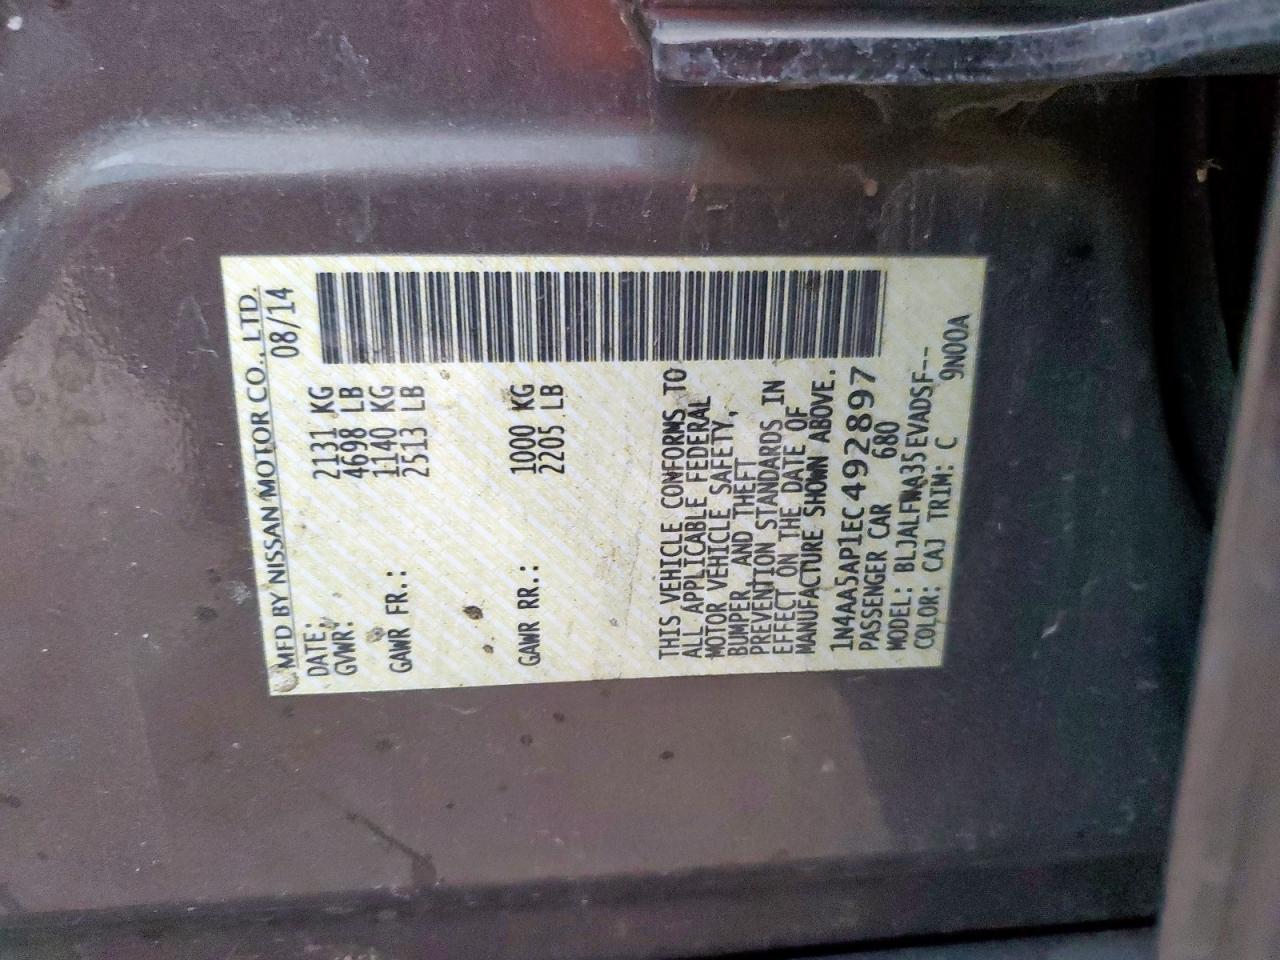 MFD BY NISSAN MOTOR CO., LTD.
DATE: 08/14
GVWR: 2131 KG
4698 LB
GAWR FR.: 1140 KG
2513 LB
GAWR RR.: 1000 KG
2205 LB
THIS VEHICLE CONFORMS TO
ALL APPLICABLE FEDERAL
MOTOR VEHICLE SAFETY,
BUMPER, AND THEFT
PREVENTION STANDARDS IN
EFFECT ON THE DATE OF
MANUFACTURE SHOWN ABOVE.
1N4AA5AP1EC492897
PASSENGER CAR 680
MODEL: BLJALFWA35EVADSF--
COLOR: CAJ TRIM: C 9N00A